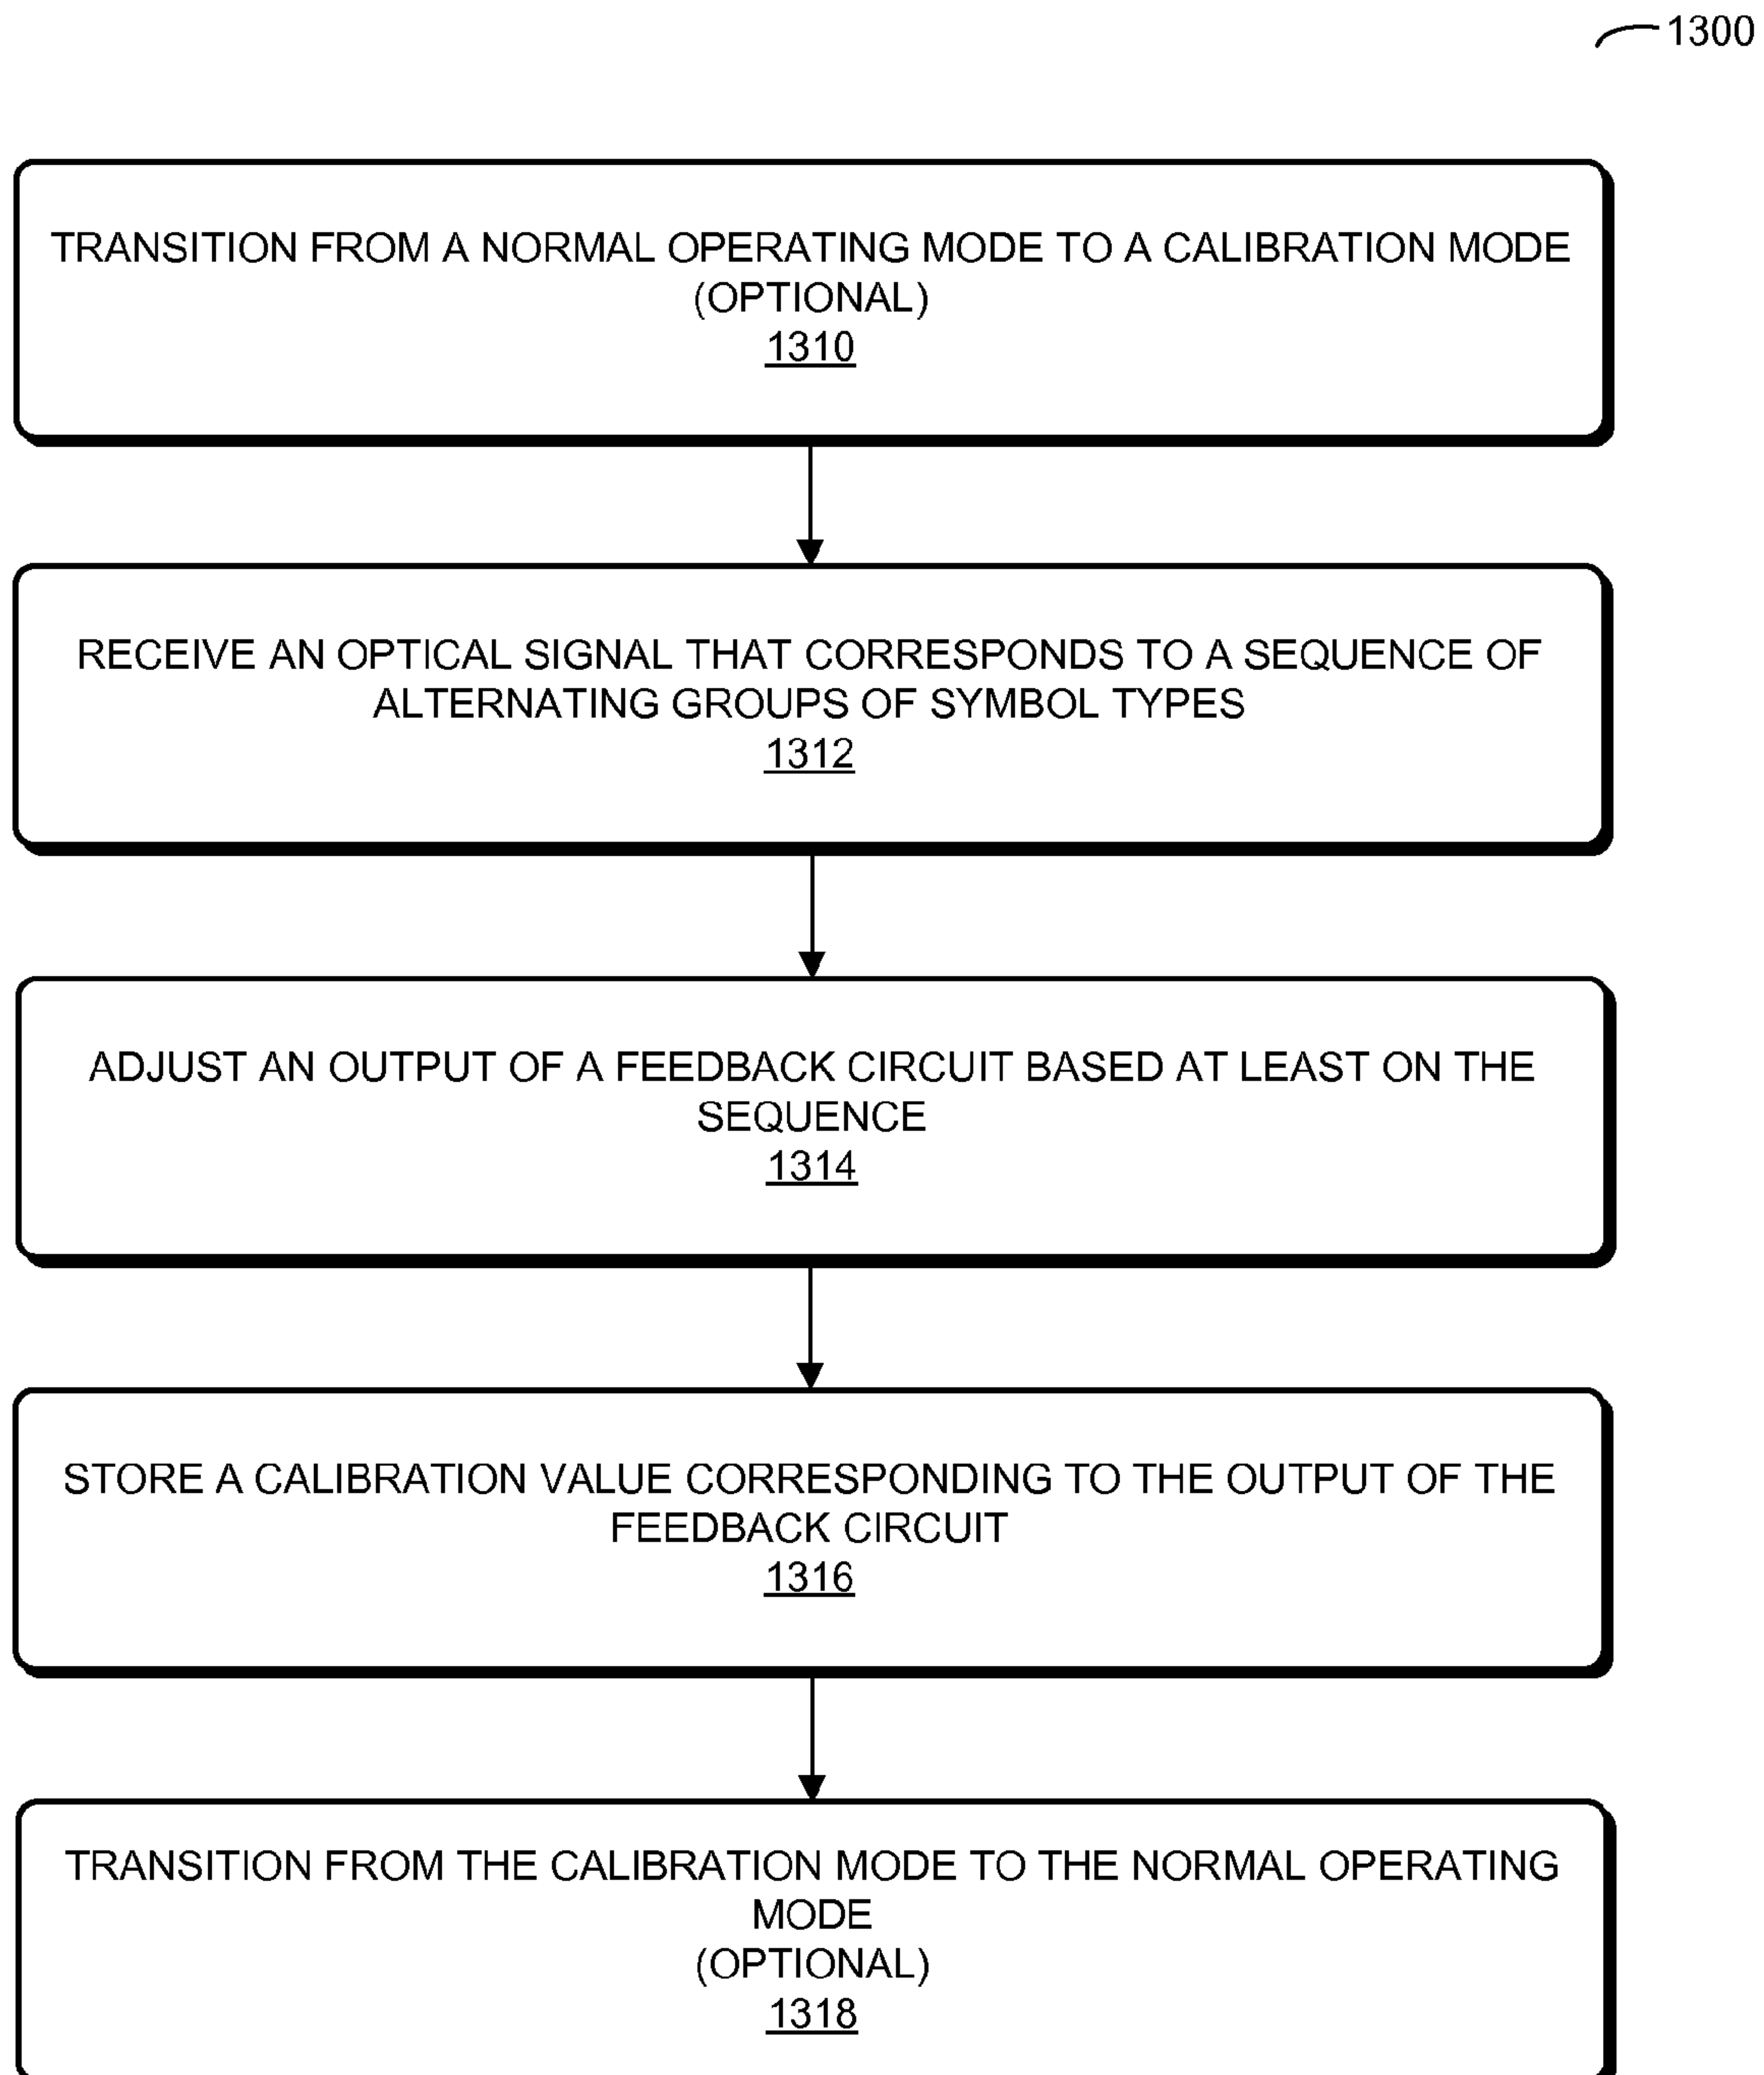 1300
TRANSITION FROM A NORMAL OPERATING MODE TO A CALIBRATION MODE
(OPTIONAL)
1310
RECEIVE AN OPTICAL SIGNAL THAT CORRESPONDS TO A SEQUENCE OF
ALTERNATING GROUPS OF SYMBOL TYPES
1312
ADJUST AN OUTPUT OF A FEEDBACK CIRCUIT BASED AT LEAST ON THE
SEQUENCE
1314
STORE A CALIBRATION VALUE CORRESPONDING TO THE OUTPUT OF THE
FEEDBACK CIRCUIT
1316
TRANSITION FROM THE CALIBRATION MODE TO THE NORMAL OPERATING
MODE
(OPTIONAL)
1318